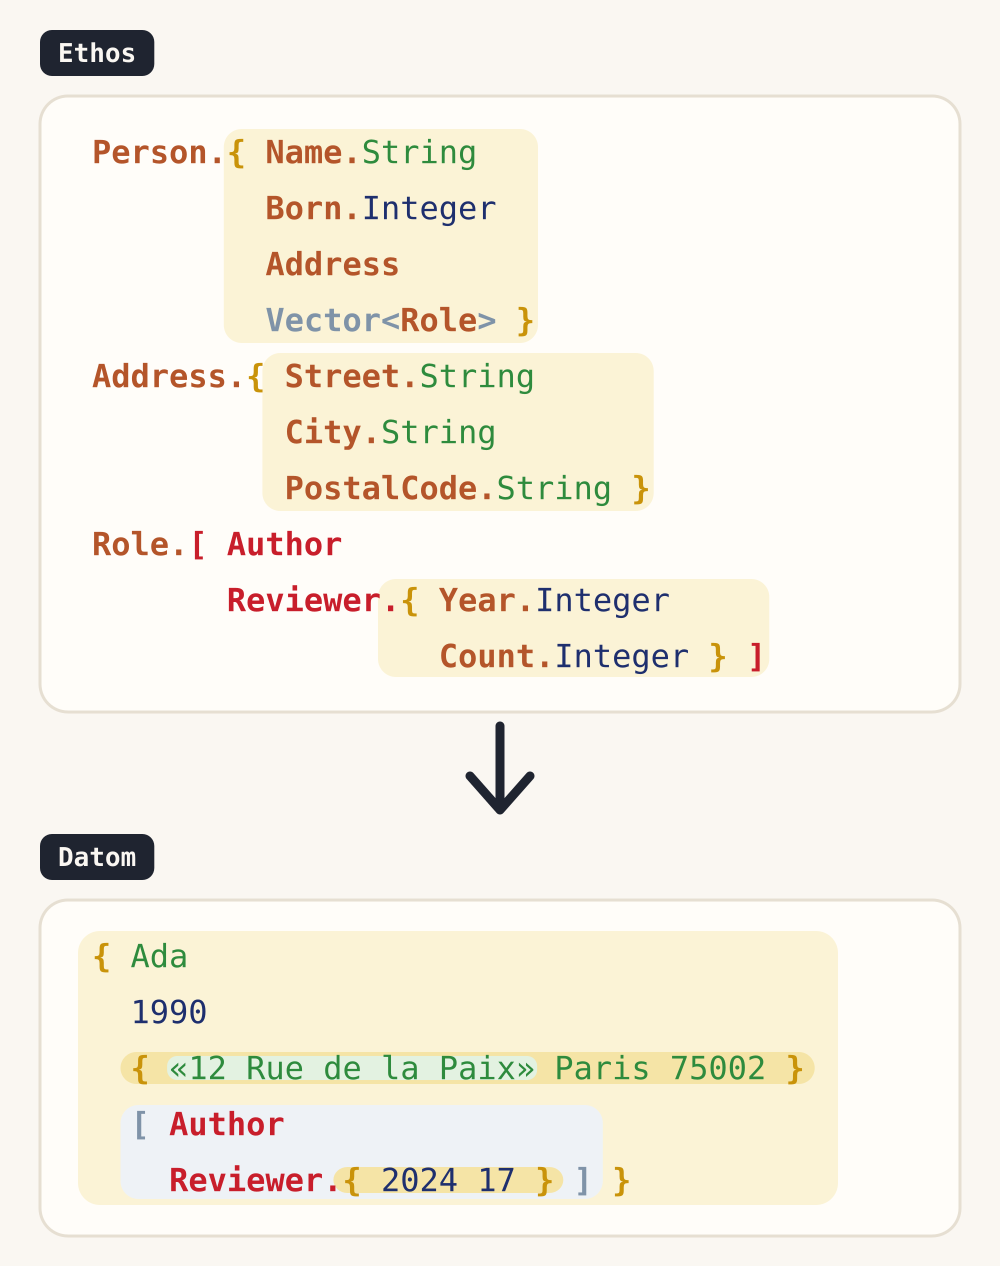 Ethos
Person.{ Name.String
Born.Integer
Address
Vector<Role> }
Address.{ Street.String
City.String
PostalCode.String }
Role.[ Author
Reviewer.{ Year.Integer
Count.Integer } ]
Datom
{ Ada
1990
{ «12 Rue de la Paix» Paris 75002 }
[ Author
Reviewer.{ 2024 17 } ] }